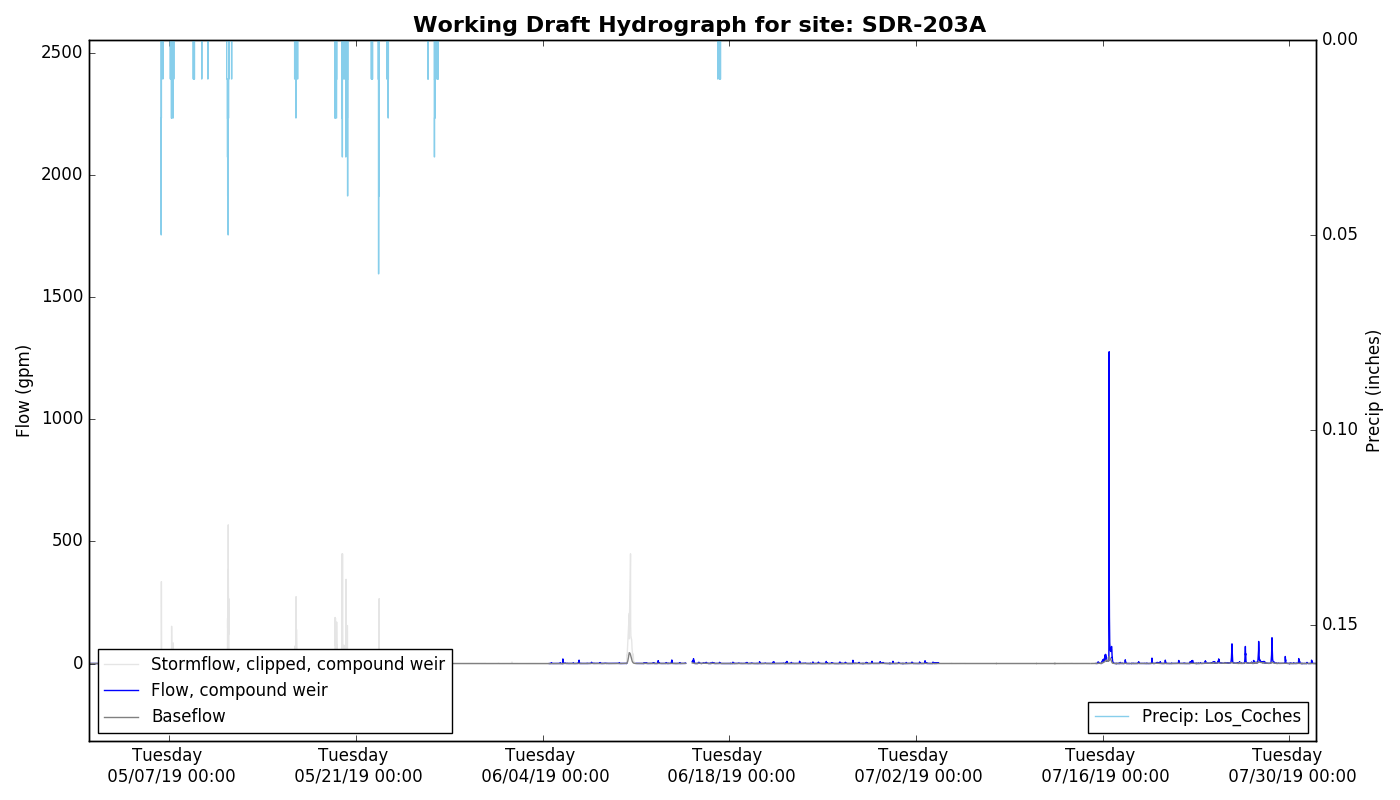 Working Draft Hydrograph for site: SDR-203A
2500
2000
1500
1000
500
0
Flow (gpm)
0.00
0.05
0.10
0.15
Precip (inches)
Stormflow, clipped, compound weir
Flow, compound weir
Baseflow
Precip: Los_Coches
Tuesday
05/07/19 00:00
Tuesday
05/21/19 00:00
Tuesday
06/04/19 00:00
Tuesday
06/18/19 00:00
Tuesday
07/02/19 00:00
Tuesday
07/16/19 00:00
Tuesday
07/30/19 00:00